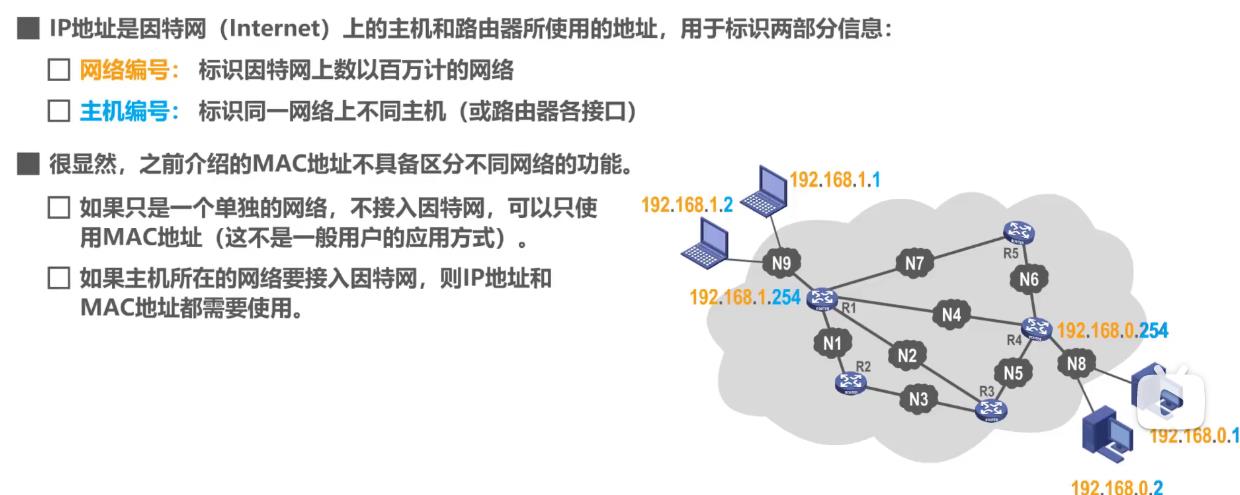 IP地址是因特网（Internet）上的主机和路由器所使用的地址，用于标识两部分信息：
网络编号： 标识因特网上数以百万计的网络
主机编号： 标识同一网络上不同主机（或路由器各接口）
很显然，之前介绍的MAC地址不具备区分不同网络的功能。
如果只是一个单独的网络，不接入因特网，可以只使
用MAC地址（这不是一般用户的应用方式）。
如果主机所在的网络要接入因特网，则IP地址和
MAC地址都需要使用。
192.168.1.1
192.168.1.2
N9
N7
R5
N6
192.168.1.254
R1
N4
R4
192.168.0.254
N1
N2
N5
N8
R2
R3
N3
192.168.0.1
192.168.0.2